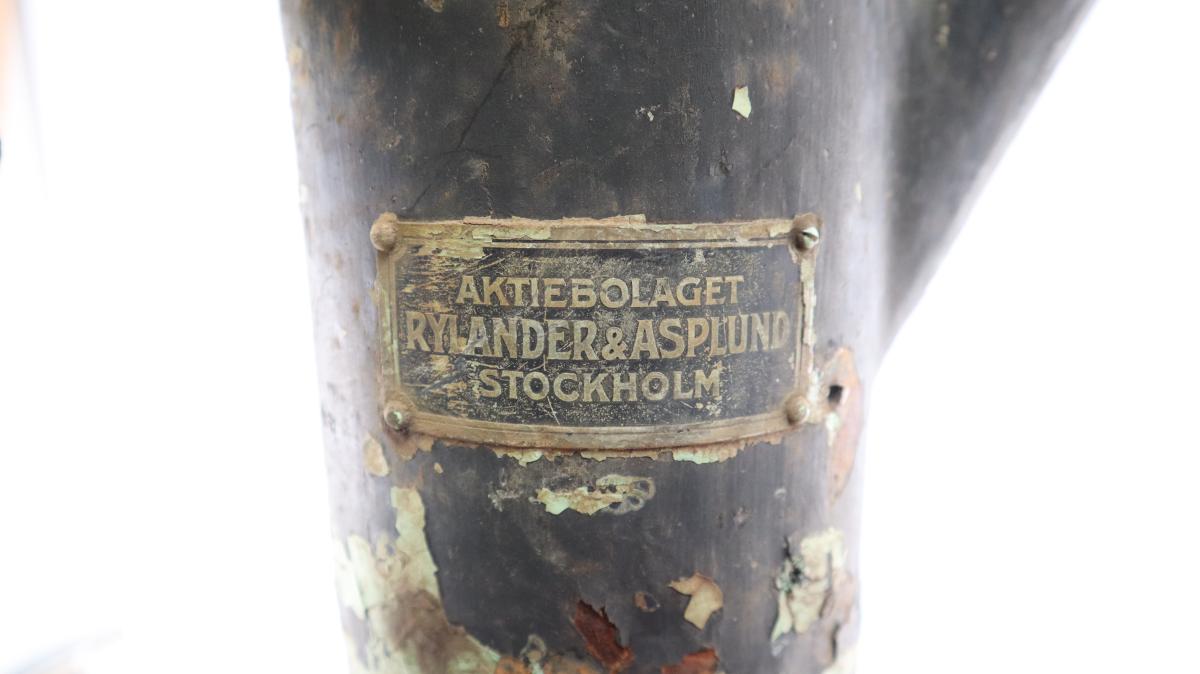 AKTIEBOLAGET
RYLANDER & ASPLUND
STOCKHOLM